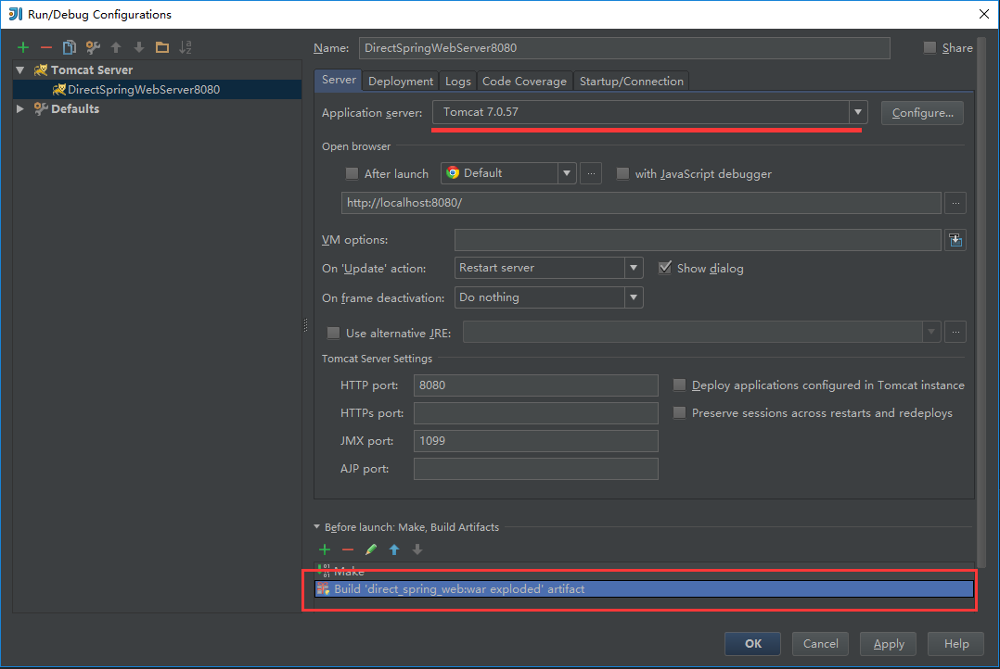 Run/Debug Configurations
Name: DirectSpringWebServer8080 Share
Tomcat Server
DirectSpringWebServer8080
Defaults
Server Deployment Logs Code Coverage Startup/Connection
Application server: Tomcat 7.0.57 Configure...
Open browser
After launch Default ... with JavaScript debugger
http://localhost:8080/ ...
VM options:
On 'Update' action: Restart server Show dialog
On frame deactivation: Do nothing
Use alternative JRE: ...
Tomcat Server Settings
HTTP port: 8080 Deploy applications configured in Tomcat instance
HTTPs port: Preserve sessions across restarts and redeploys
JMX port: 1099
AJP port:
Before launch: Make, Build Artifacts
Make
Build 'direct_spring_web:war exploded' artifact
OK Cancel Apply Help